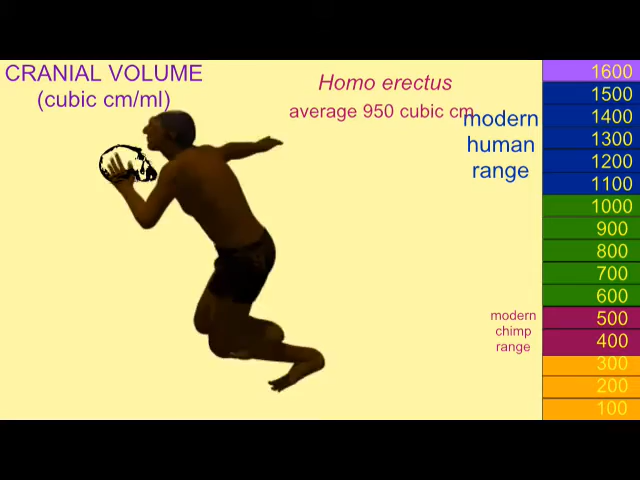 CRANIAL VOLUME
(cubic cm/ml)
Homo erectus
average 950 cubic cm
modern
human
range
modern
chimp
range
1600
1500
1400
1300
1200
1100
1000
900
800
700
600
500
400
300
200
100